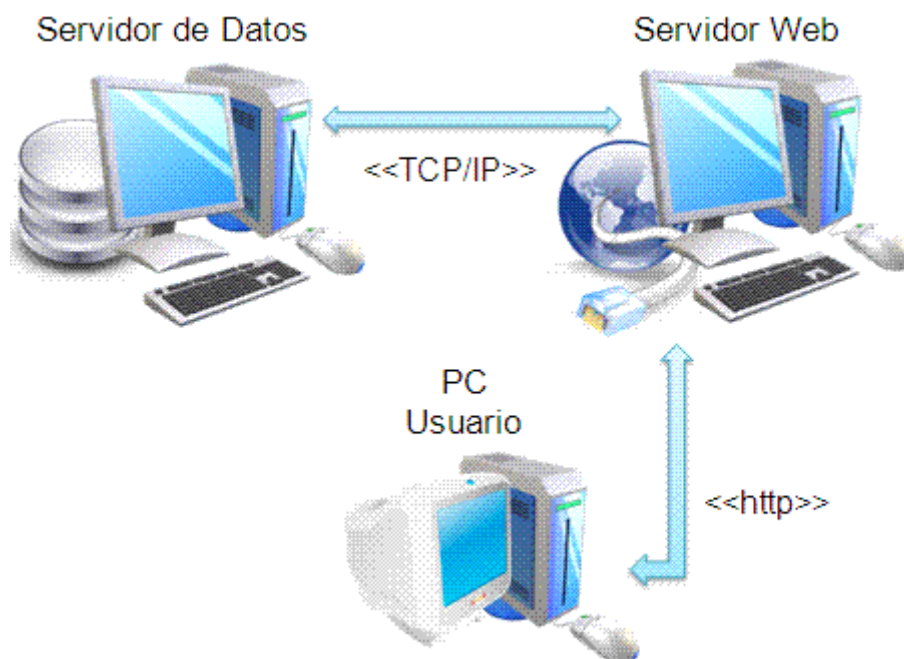 Servidor de Datos
Servidor Web
<<TCP/IP>>
PC
Usuario
<<http>>